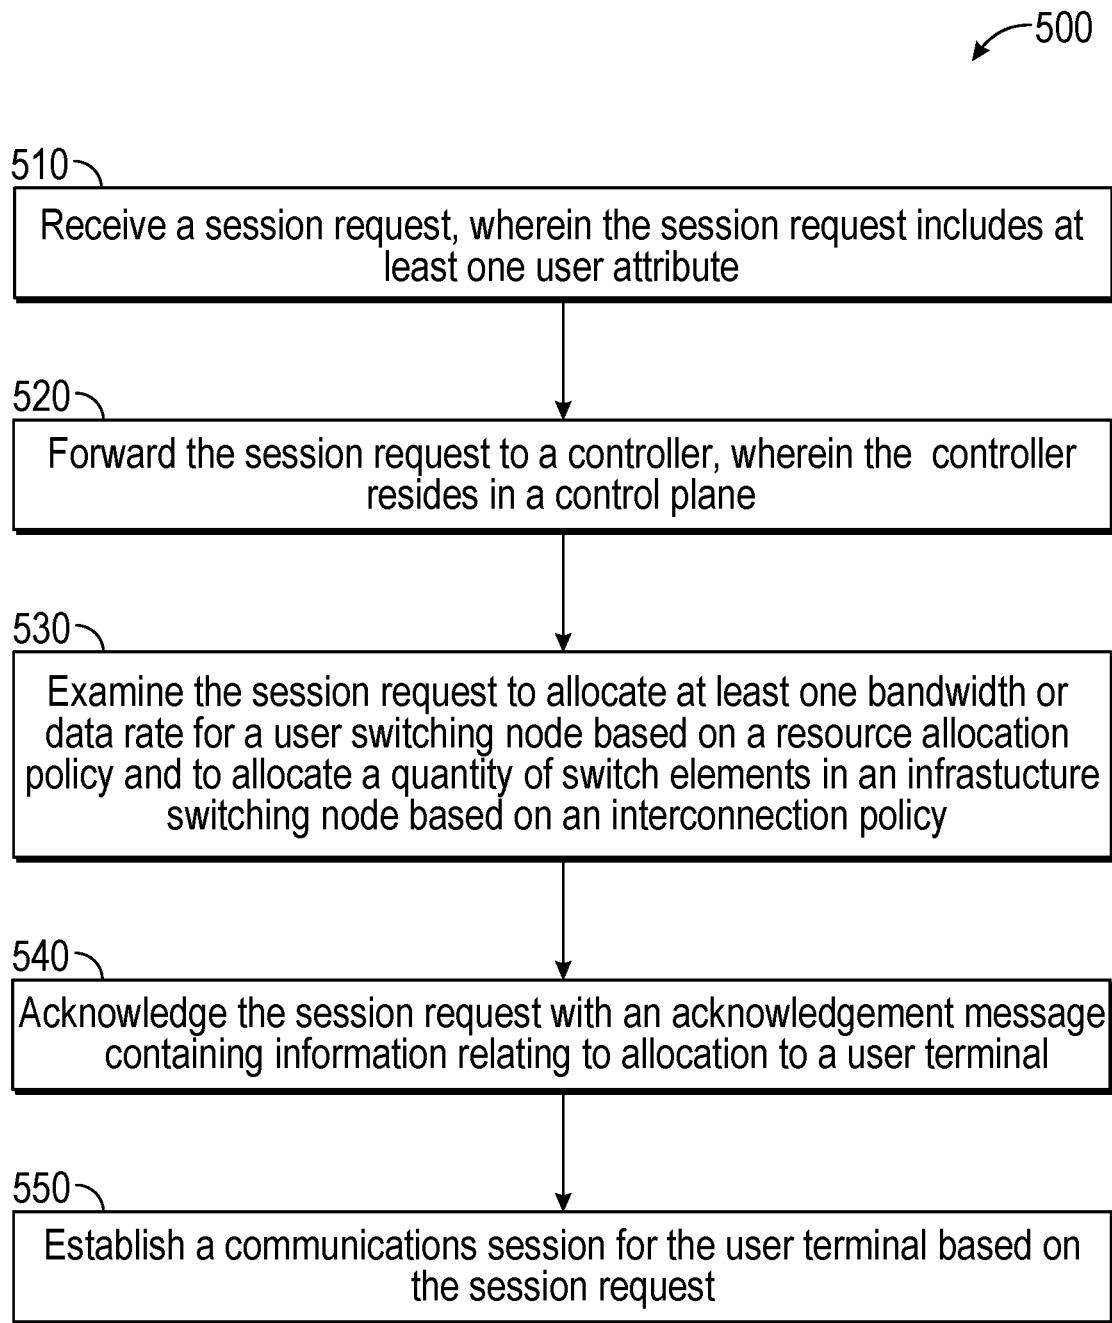 500
510
Receive a session request, wherein the session request includes at
least one user attribute
520
Forward the session request to a controller, wherein the controller
resides in a control plane
530
Examine the session request to allocate at least one bandwidth or
data rate for a user switching node based on a resource allocation
policy and to allocate a quantity of switch elements in an infrastucture
switching node based on an interconnection policy
540
Acknowledge the session request with an acknowledgement message
containing information relating to allocation to a user terminal
550
Establish a communications session for the user terminal based on
the session request